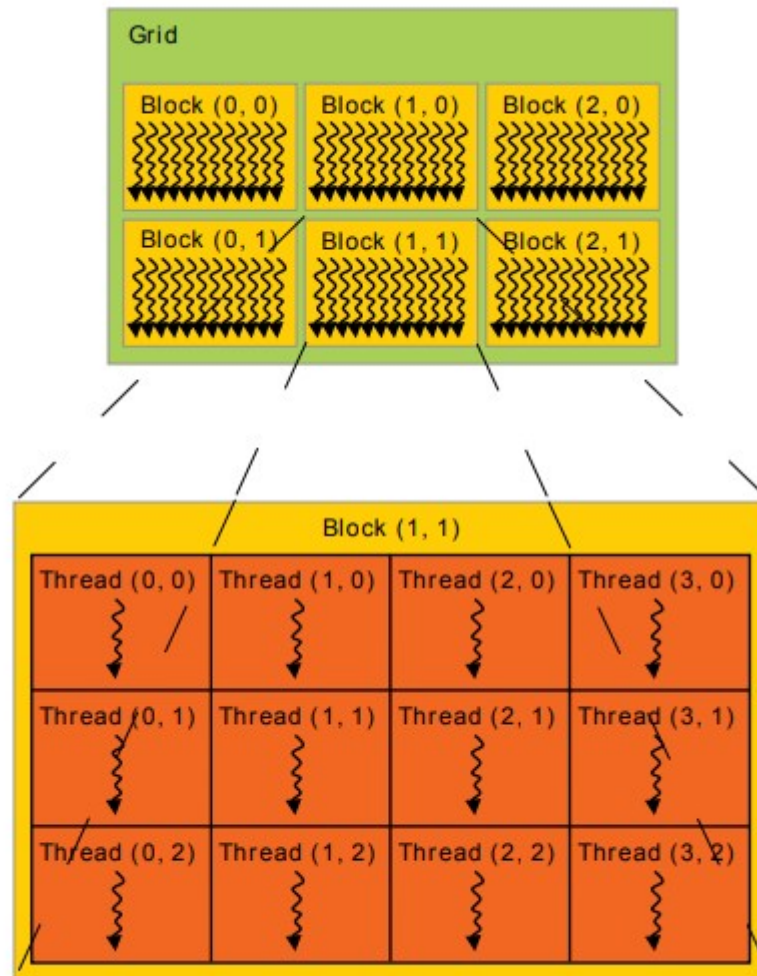 Grid
Block (0, 0) Block (1, 0) Block (2, 0)
Block (0, 1) Block (1, 1) Block (2, 1)
Block (1, 1)
Thread (0, 0) Thread (1, 0) Thread (2, 0) Thread (3, 0)
Thread (0, 1) Thread (1, 1) Thread (2, 1) Thread (3, 1)
Thread (0, 2) Thread (1, 2) Thread (2, 2) Thread (3, 2)